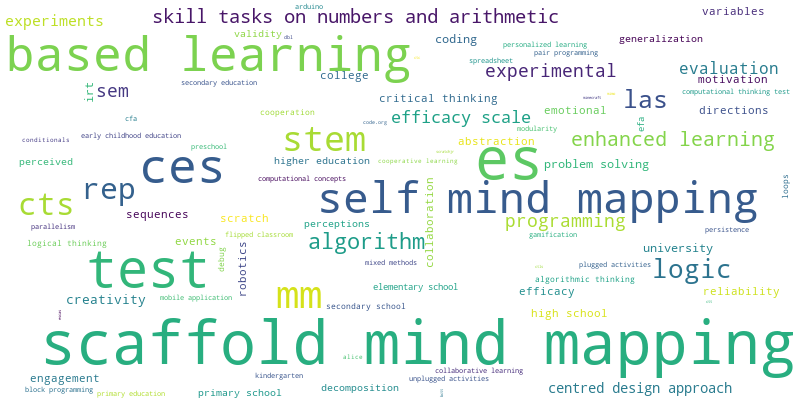 arduino
skill tasks on numbers and arithmetic
variables
experiments
based learning
validity
dbl
coding
personalized learning
pair programming
generalization
spreadsheet
college
secondary education
experimental
evaluation
motivation
computational thinking test
irt
sem
critical thinking
las
directions
efficacy scale
emotional
cooperation
cfa
code.org
modularity
efa
conditionals
early childhood education
stem
abstraction
enhanced learning
preschool
perceived
ces
higher education
cooperative learning
es
problem solving
computational concepts
rep
self mind mapping
loops
cts
sequences
scratch
perceptions
collaboration
programming
persistence
parallelism
flipped classroom
gamification
logical thinking
events
algorithm
university
debug
robotics
mixed methods
test
logic
plugged activities
algorithmic thinking
creativity
mobile application
mm
elementary school
efficacy
reliability
secondary school
high school
scaffold mind mapping
alice
kindergarten
collaborative learning
engagement
unplugged activities
block programming
primary education
primary school
decomposition
centred design approach